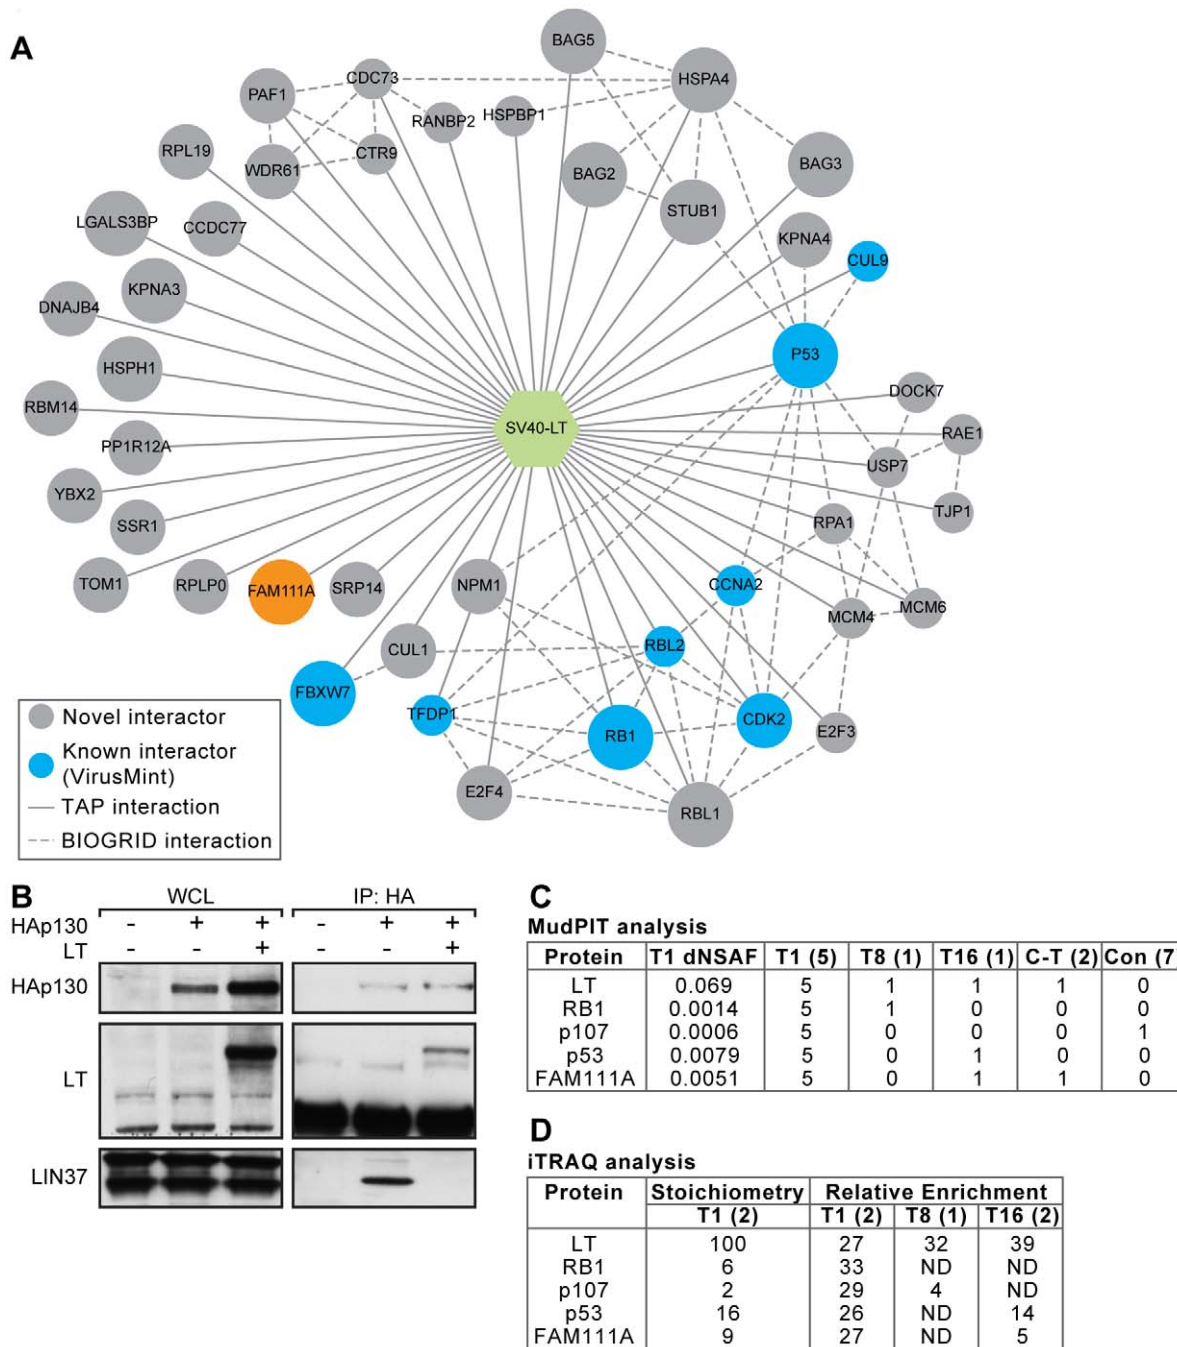 A
BAG5
HSPA4
CDC73
PAF1
RANBP2
HSPBP1
RPL19
CTR9
WDR61
BAG2
BAG3
STUB1
LGALS3BP
CCDC77
KPNA4
CUL9
KPNA3
DNAJB4
P53
HSPH1
DOCK7
RBM14
SV40-LT
RAE1
PP1R12A
USP7
YBX2
TJP1
SSR1
RPA1
TOM1
RPLP0
FAM111A
SRP14
NPM1
CCNA2
MCM6
MCM4
RBL2
CUL1
FBXW7
TFDP1
CDK2
RB1
E2F3
E2F4
RBL1
Novel interactor
Known interactor
(VirusMint)
TAP interaction
BIOGRID interaction
B
WCL IP: HA
HAp130 - + + - + +
LT - - + - - +
HAp130
LT
LIN37
C
MudPIT analysis
Protein T1 dNSAF T1 (5) T8 (1) T16 (1) C-T (2) Con (7)
LT 0.069 5 1 1 1 0
RB1 0.0014 5 1 0 0 0
p107 0.0006 5 0 0 0 1
p53 0.0079 5 0 1 0 0
FAM111A 0.0051 5 0 1 1 0
D
iTRAQ analysis
Protein Stoichiometry Relative Enrichment
T1 (2) T1 (2) T8 (1) T16 (2)
LT 100 27 32 39
RB1 6 33 ND ND
p107 2 29 4 ND
p53 16 26 ND 14
FAM111A 9 27 ND 5